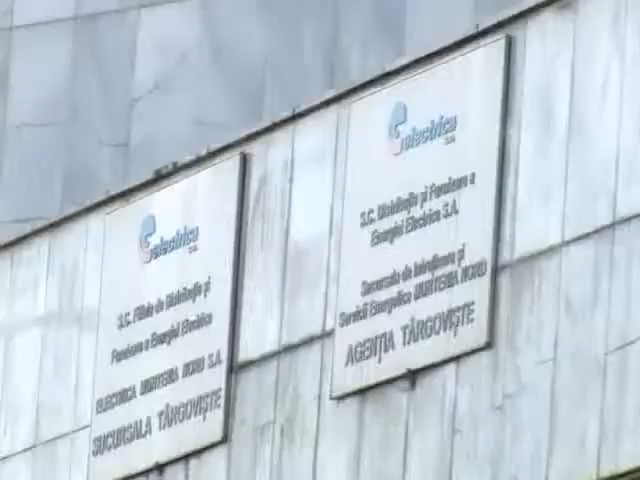 electrica
S.A.
S.C. Filiala de Distribuţie şi
Furnizare a Energiei Electrice
ELECTRICA MUNTENIA NORD S.A.
SUCURSALA TÂRGOVIŞTE
electrica
S.A.
S.C. Distribuţie şi Furnizare a
Energiei Electrice S.A.
Sucursala de Întreţinere şi
Servicii Energetice MUNTENIA NORD
AGENŢIA TÂRGOVIŞTE